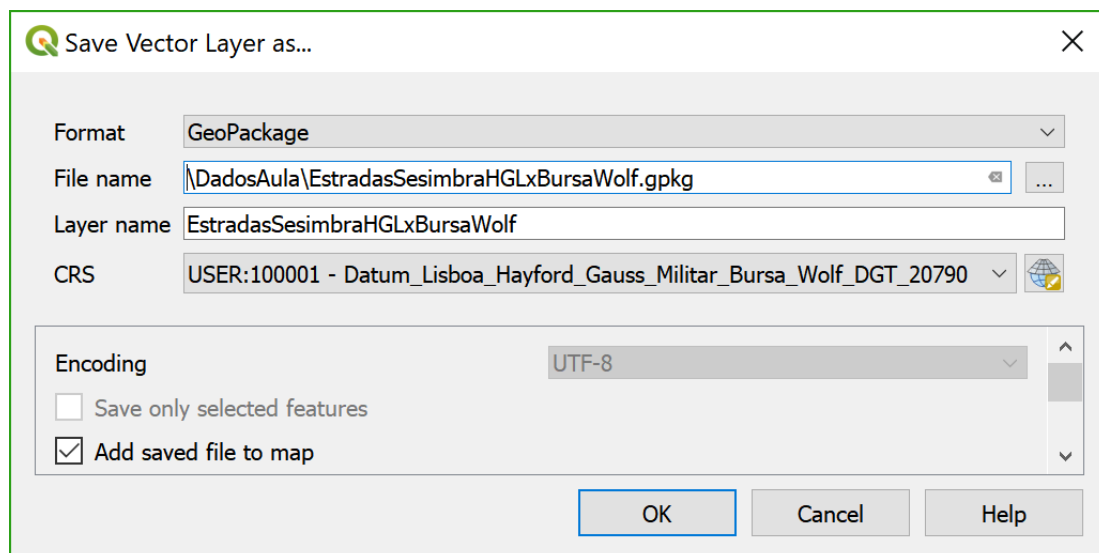 Save Vector Layer as...
Format GeoPackage
File name \DadosAula\EstradasSesimbraHGLxBursaWolf.gpkg ...
Layer name EstradasSesimbraHGLxBursaWolf
CRS USER:100001 - Datum_Lisboa_Hayford_Gauss_Militar_Bursa_Wolf_DGT_20790
Encoding UTF-8
Save only selected features
Add saved file to map
OK Cancel Help